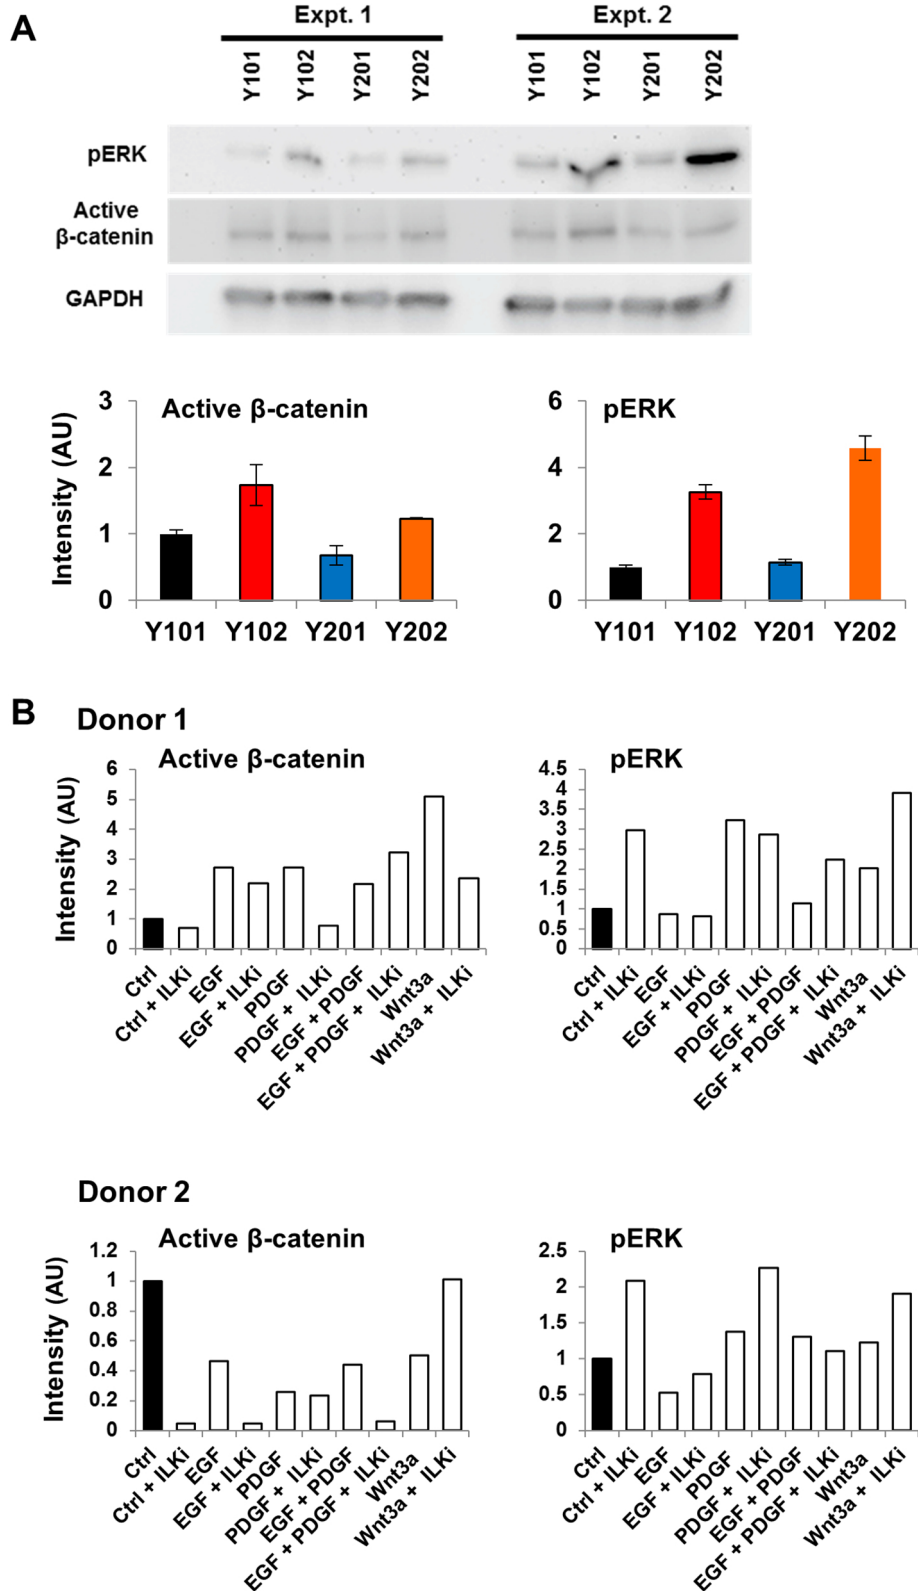 A
Expt. 1
Expt. 2
Y101 Y102 Y201 Y202
Y101 Y102 Y201 Y202
pERK
Active
β-catenin
GAPDH
Active β-catenin
Intensity (AU)
3
2
1
0
Y101 Y102 Y201 Y202
pERK
6
4
2
0
Y101 Y102 Y201 Y202
B
Donor 1
Active β-catenin
Intensity (AU)
6
5
4
3
2
1
0
Ctrl
Ctrl + ILKi
EGF
EGF + ILKi
PDGF
PDGF + ILKi
EGF + PDGF
EGF + PDGF + ILKi
Wnt3a
Wnt3a + ILKi
pERK
4.5
4
3.5
3
2.5
2
1.5
1
0.5
0
Ctrl
Ctrl + ILKi
EGF
EGF + ILKi
PDGF
PDGF + ILKi
EGF + PDGF
EGF + PDGF + ILKi
Wnt3a
Wnt3a + ILKi
Donor 2
Active β-catenin
Intensity (AU)
1.2
1
0.8
0.6
0.4
0.2
0
Ctrl
Ctrl + ILKi
EGF
EGF + ILKi
PDGF
PDGF + ILKi
EGF + PDGF
EGF + PDGF + ILKi
Wnt3a
Wnt3a + ILKi
pERK
2.5
2
1.5
1
0.5
0
Ctrl
Ctrl + ILKi
EGF
EGF + ILKi
PDGF
PDGF + ILKi
EGF + PDGF
EGF + PDGF + ILKi
Wnt3a
Wnt3a + ILKi